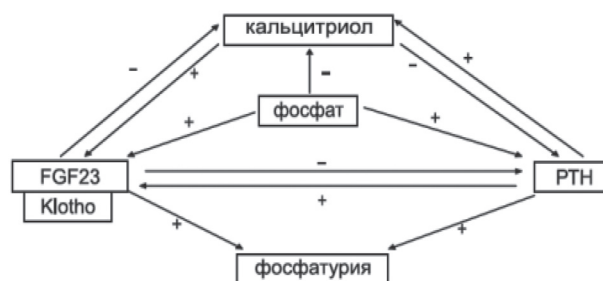 кальцитриол
− + − − +
+ фосфат +
FGF23 − PTH
Klotho +
+ +
фосфатурия